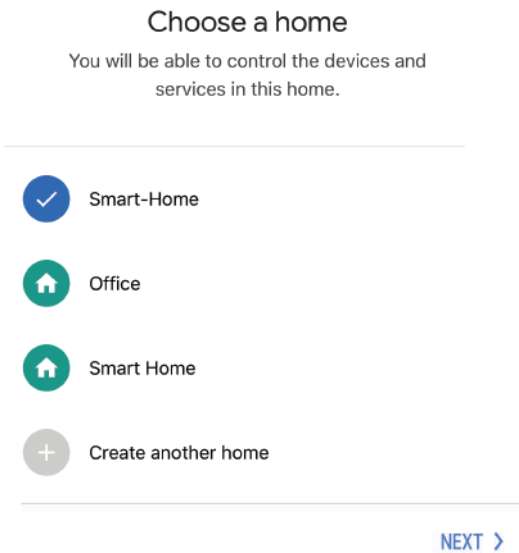 Choose a home
You will be able to control the devices and
services in this home.
Smart-Home
Office
Smart Home
Create another home
NEXT